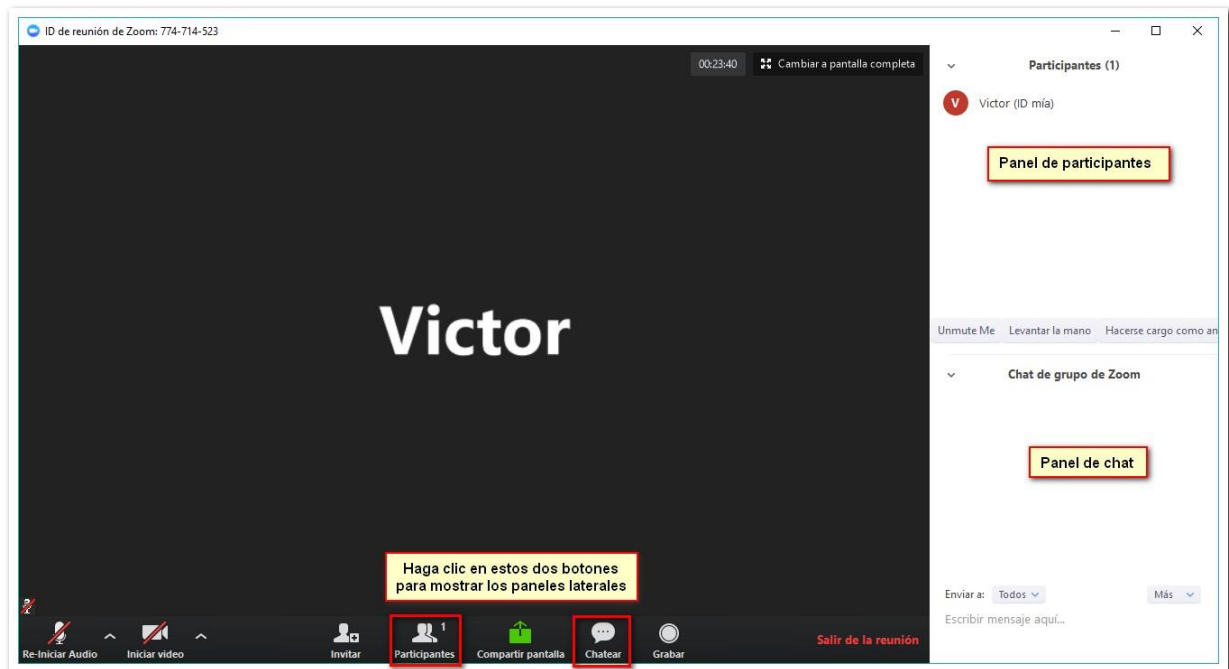 ID de reunión de Zoom: 774-714-523
00:23:40 Cambiar a pantalla completa
Participantes (1)
V Victor (ID mía)
Panel de participantes
Victor
Unmute Me Levantar la mano Hacerse cargo como an
Chat de grupo de Zoom
Panel de chat
Haga clic en estos dos botones
para mostrar los paneles laterales
Enviar a: Todos Más
Escribir mensaje aquí...
Re-Iniciar Audio Iniciar video Invitar Participantes 1 Compartir pantalla Chatear Grabar Salir de la reunión